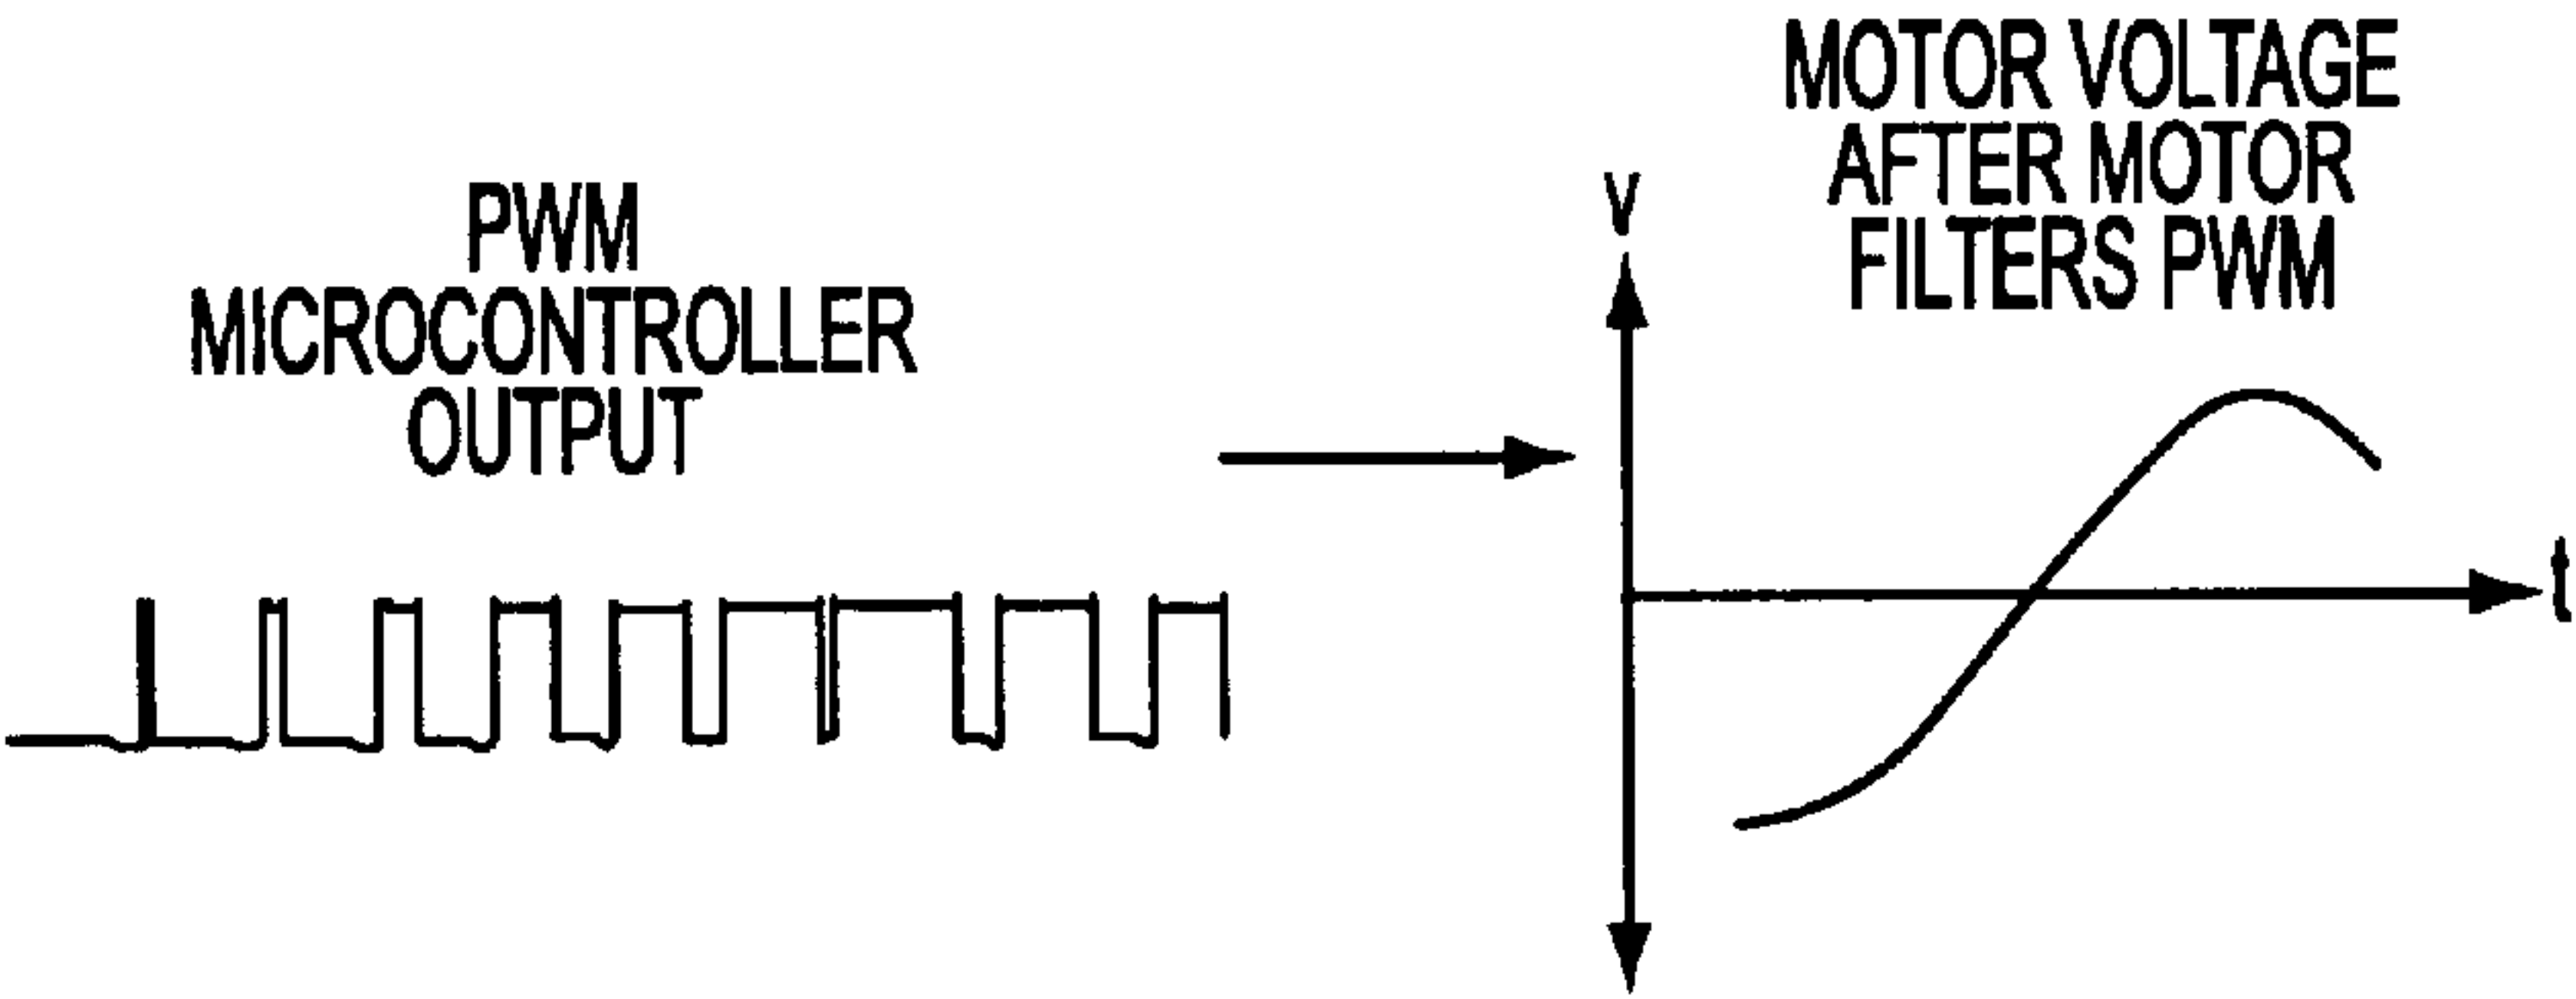 PWM
MICROCONTROLLER
OUTPUT
MOTOR VOLTAGE
AFTER MOTOR
FILTERS PWM
v
t